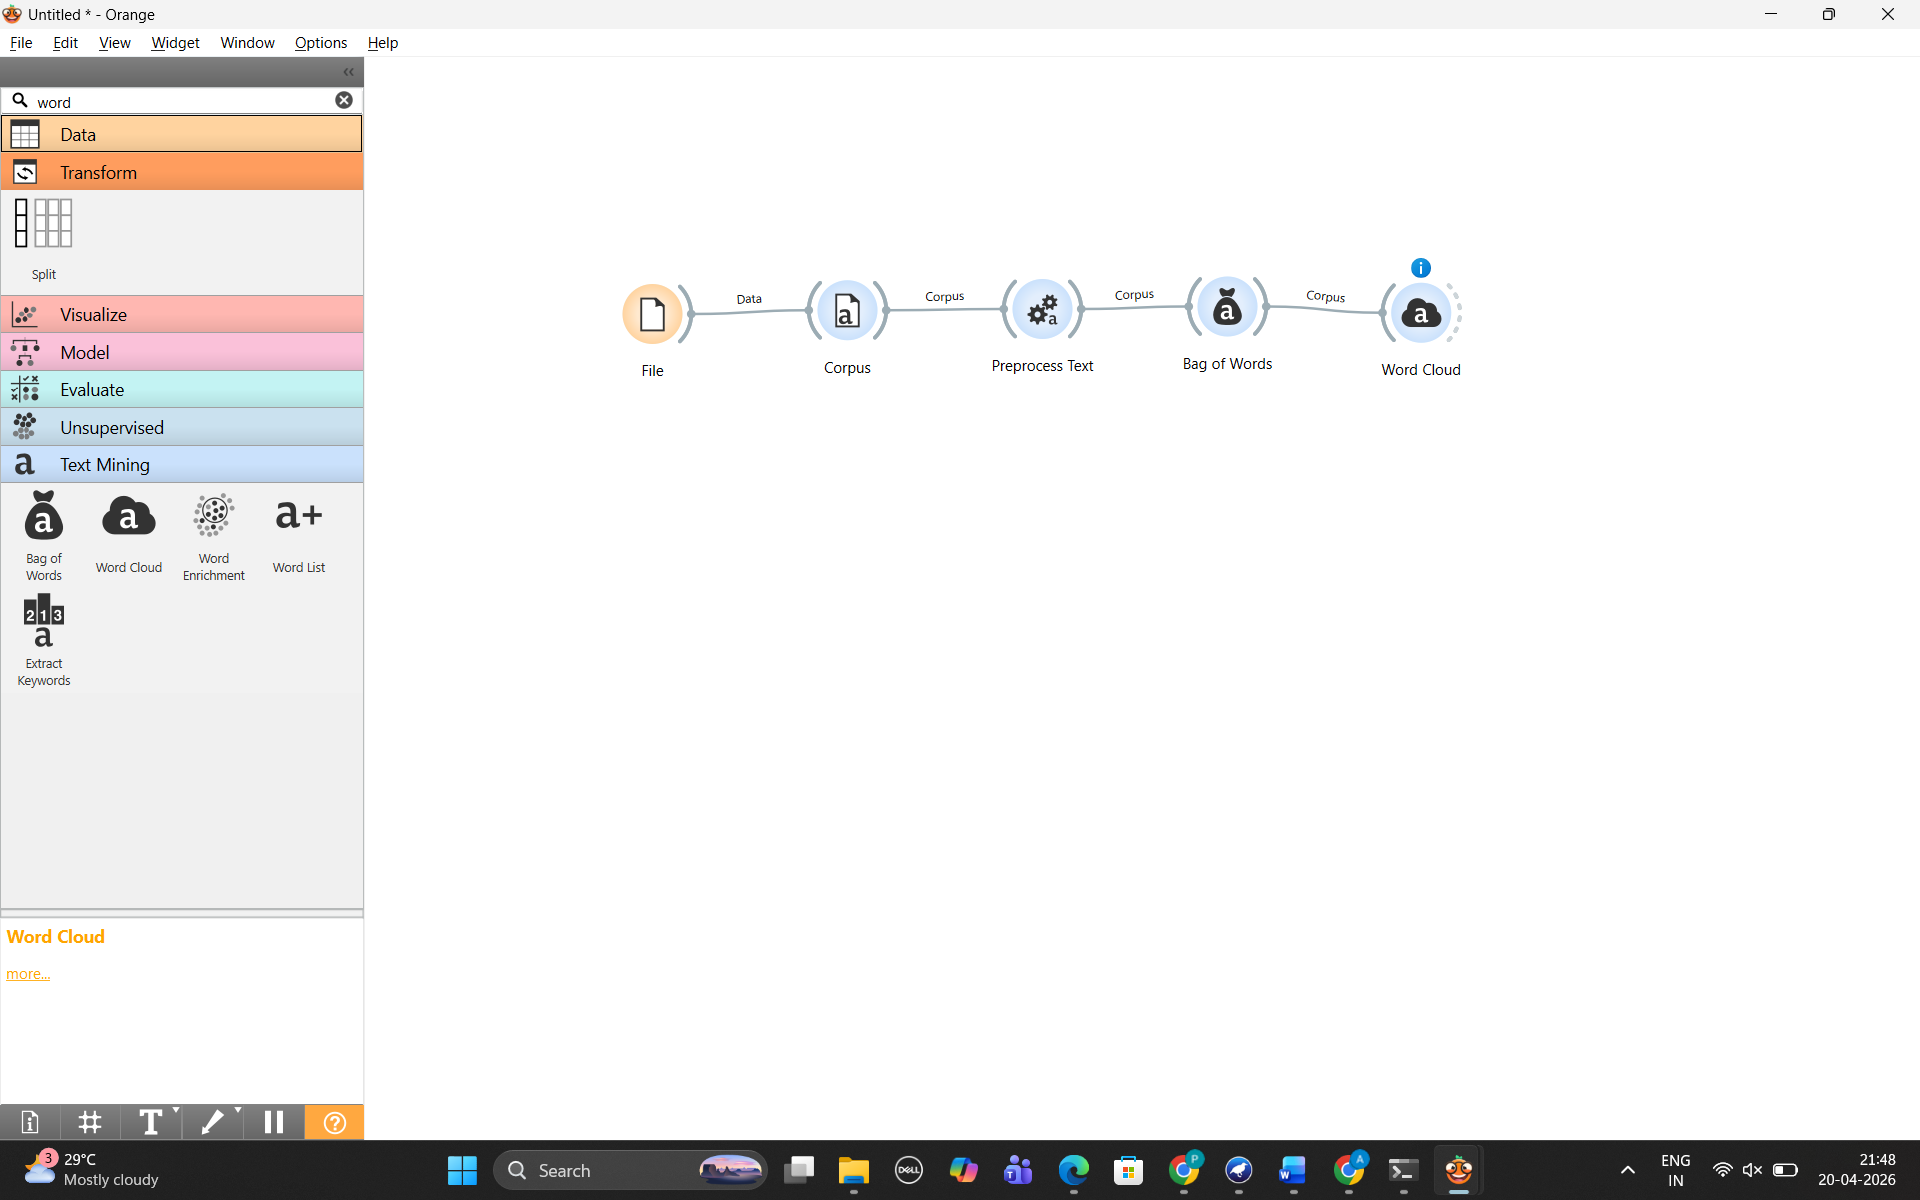 Untitled * - Orange
File Edit View Widget Window Options Help
word
Data
Transform
Split
Visualize
Model
Evaluate
Unsupervised
Text Mining
a
Bag of Words
a
Word Cloud
Word Enrichment
a+
Word List
213
a
Extract Keywords
Word Cloud
more...
File
Data
Corpus
Corpus
Preprocess Text
Corpus
Bag of Words
Corpus
Word Cloud
3
29°C
Mostly cloudy
Search
DELL
P
W
A
ENG
IN
21:48
20-04-2026